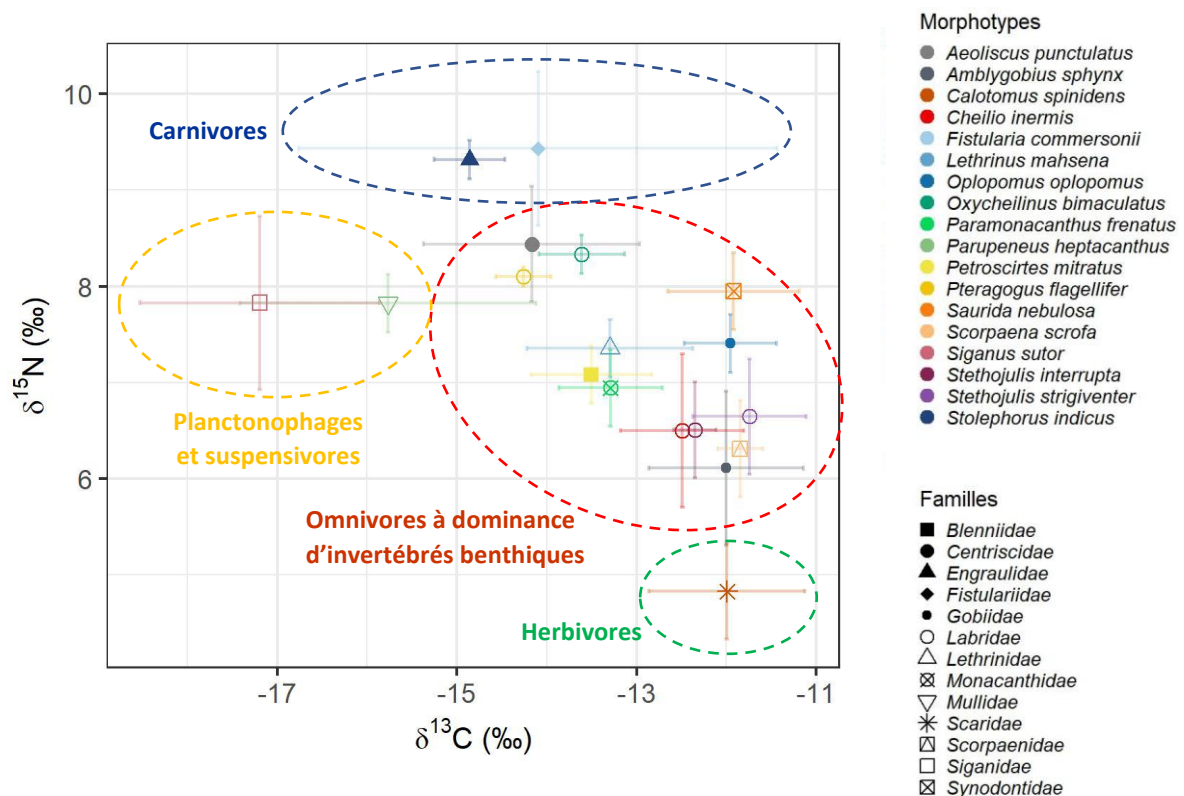 10
8
6
δ15N (‰)
-17
-15
-13
-11
δ13C (‰)
Carnivores
Planctonophages
et suspensivores
Omnivores à dominance
d'invertébrés benthiques
Herbivores
Morphotypes
Aeoliscus punctulatus
Amblygobius sphynx
Calotomus spinidens
Cheilio inermis
Fistularia commersonii
Lethrinus mahsena
Oplopomus oplopomus
Oxycheilinus bimaculatus
Paramonacanthus frenatus
Parupeneus heptacanthus
Petroscirtes mitratus
Pteragogus flagellifer
Saurida nebulosa
Scorpaena scrofa
Siganus sutor
Stethojulis interrupta
Stethojulis strigiventer
Stolephorus indicus
Familles
Blenniidae
Centriscidae
Engraulidae
Fistulariidae
Gobiidae
Labridae
Lethrinidae
Monacanthidae
Mullidae
Scaridae
Scorpaenidae
Siganidae
Synodontidae